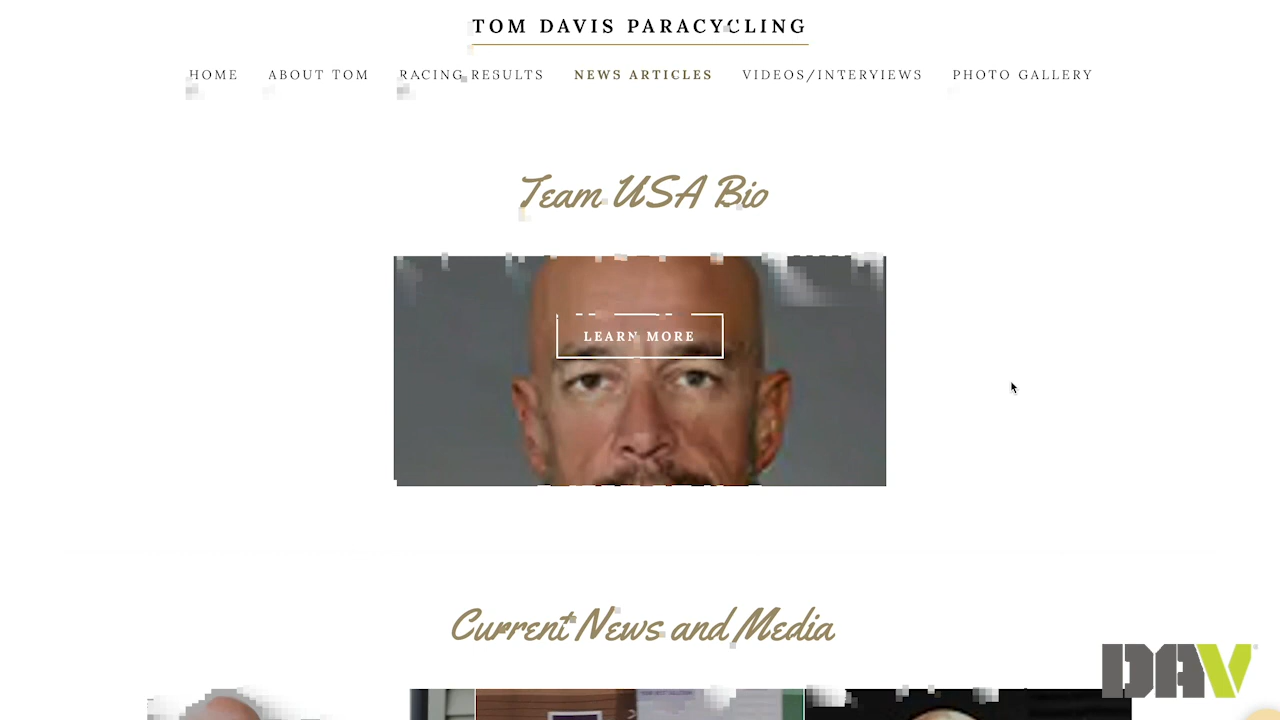 TOM DAVIS PARACYCLING
HOME ABOUT TOM RACING RESULTS NEWS ARTICLES VIDEOS/INTERVIEWS PHOTO GALLERY
Team USA Bio
LEARN MORE
Current News and Media
DAV